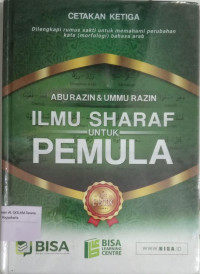 CETAKAN KETIGA
Dilengkapi rumus sakti untuk memahami perubahan
kata (morfologi) bahasa arab
ABU RAZIN & UMMU RAZIN
ILMU SHARAF
UNTUK
PEMULA
BISA
BISA
LEARNING
CENTRE